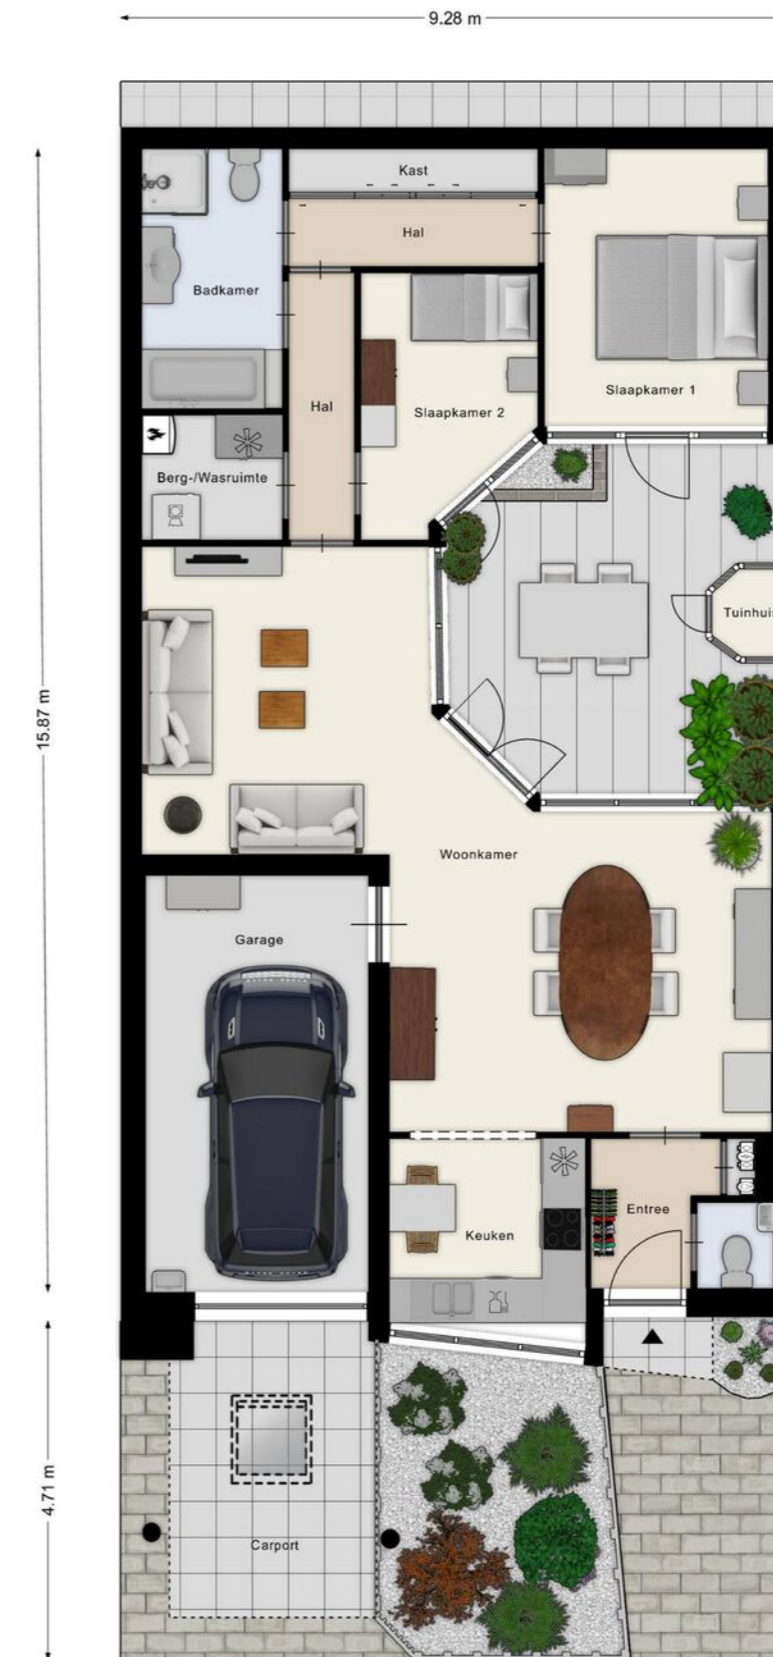 9.28 m
Kast
Hal
Badkamer
Slaapkamer 1
Hal
Slaapkamer 2
Berg-/Wasruimte
Tuinhuis
15.87 m
Woonkamer
Garage
Entree
Keuken
4.71 m
Carport